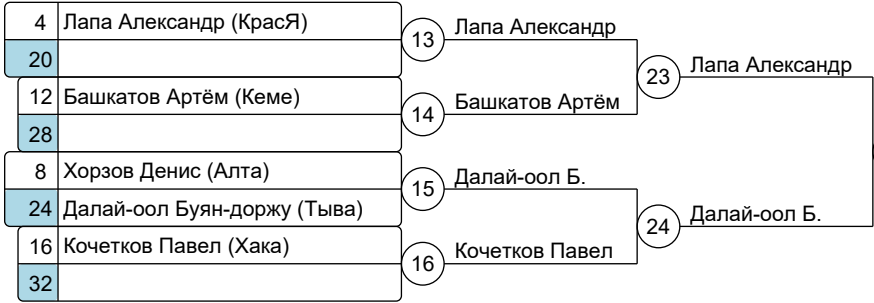 4 Лапа Александр (КрасЯ)
20
13 Лапа Александр
12 Башкатов Артём (Кеме)
28
14 Башкатов Артём
23 Лапа Александр
8 Хорзов Денис (Алта)
24 Далай-оол Буян-доржу (Тыва)
15 Далай-оол Б.
16 Кочетков Павел (Хака)
32
16 Кочетков Павел
24 Далай-оол Б.